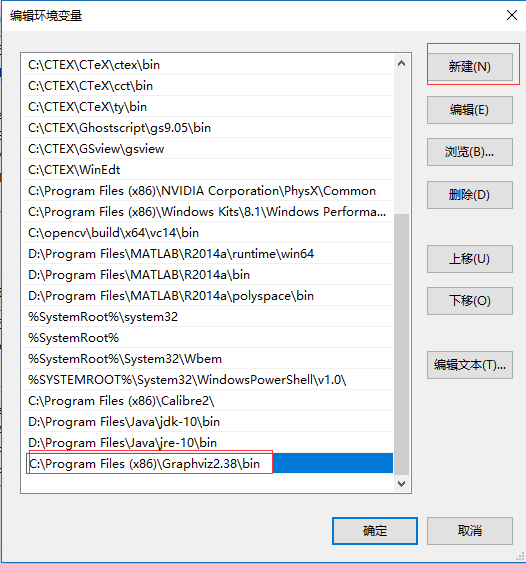 编辑环境变量
C:\CTEX\CTeX\ctex\bin
C:\CTEX\CTeX\cct\bin
C:\CTEX\CTeX\ty\bin
C:\CTEX\Ghostscript\gs9.05\bin
C:\CTEX\GSview\gsview
C:\CTEX\WinEdt
C:\Program Files (x86)\NVIDIA Corporation\PhysX\Common
C:\Program Files (x86)\Windows Kits\8.1\Windows Performa...
C:\opencv\build\x64\vc14\bin
D:\Program Files\MATLAB\R2014a\runtime\win64
D:\Program Files\MATLAB\R2014a\bin
D:\Program Files\MATLAB\R2014a\polyspace\bin
%SystemRoot%\system32
%SystemRoot%
%SystemRoot%\System32\Wbem
%SYSTEMROOT%\System32\WindowsPowerShell\v1.0\
C:\Program Files (x86)\Calibre2\
D:\Program Files\Java\jdk-10\bin
D:\Program Files\Java\jre-10\bin
C:\Program Files (x86)\Graphviz2.38\bin
新建(N)
编辑(E)
浏览(B)...
删除(D)
上移(U)
下移(O)
编辑文本(T)...
确定
取消